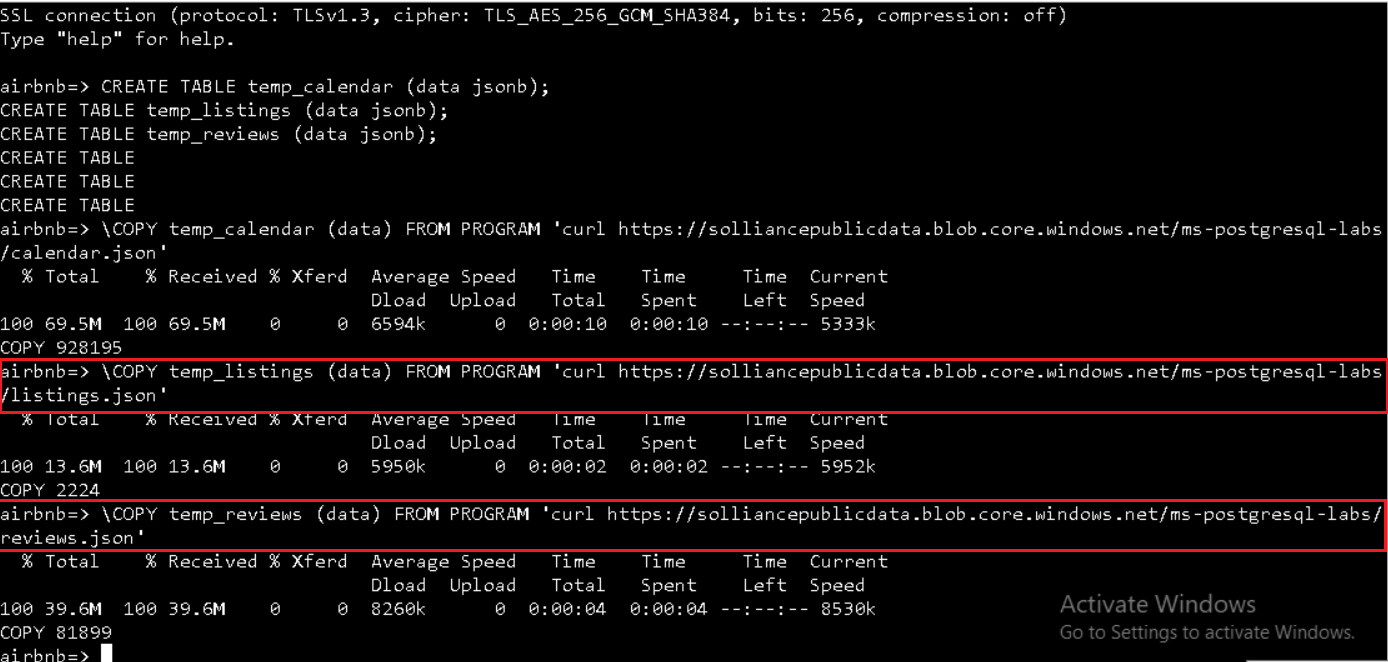 SSL connection (protocol: TLSv1.3, cipher: TLS_AES_256_GCM_SHA384, bits: 256, compression: off)
Type "help" for help.
airbnb=> CREATE TABLE temp_calendar (data jsonb);
CREATE TABLE temp_listings (data jsonb);
CREATE TABLE temp_reviews (data jsonb);
CREATE TABLE
CREATE TABLE
CREATE TABLE
airbnb=> \COPY temp_calendar (data) FROM PROGRAM 'curl https://solliancepublicdata.blob.core.windows.net/ms-postgresql-labs
/calendar.json'
  % Total    % Received % Xferd  Average Speed   Time    Time     Time  Current
                                 Dload  Upload   Total   Spent    Left  Speed
100 69.5M  100 69.5M    0     0  6594k      0  0:00:10  0:00:10 --:--:-- 5333k
COPY 928195
airbnb=> \COPY temp_listings (data) FROM PROGRAM 'curl https://solliancepublicdata.blob.core.windows.net/ms-postgresql-labs
/listings.json'
  % Total    % Received % Xferd  Average Speed   Time    Time     Time  Current
                                 Dload  Upload   Total   Spent    Left  Speed
100 13.6M  100 13.6M    0     0  5950k      0  0:00:02  0:00:02 --:--:-- 5952k
COPY 2224
airbnb=> \COPY temp_reviews (data) FROM PROGRAM 'curl https://solliancepublicdata.blob.core.windows.net/ms-postgresql-labs/
reviews.json'
  % Total    % Received % Xferd  Average Speed   Time    Time     Time  Current
                                 Dload  Upload   Total   Spent    Left  Speed
100 39.6M  100 39.6M    0     0  8260k      0  0:00:04  0:00:04 --:--:-- 8530k
COPY 81899
airbnb=>
Activate Windows
Go to Settings to activate Windows.